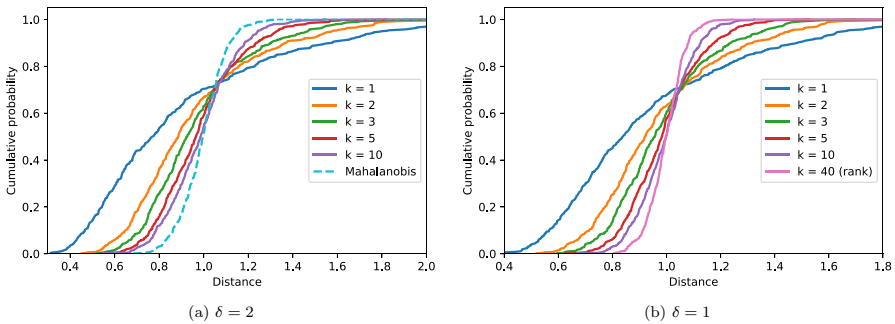 1.0
0.8
0.6
0.4
0.2
0.0
Cumulative probability
0.4 0.6 0.8 1.0 1.2 1.4 1.6 1.8 2.0
Distance
k = 1
k = 2
k = 3
k = 5
k = 10
Mahalanobis
(a) δ = 2
1.0
0.8
0.6
0.4
0.2
0.0
Cumulative probability
0.4 0.6 0.8 1.0 1.2 1.4 1.6 1.8
Distance
k = 1
k = 2
k = 3
k = 5
k = 10
k = 40 (rank)
(b) δ = 1